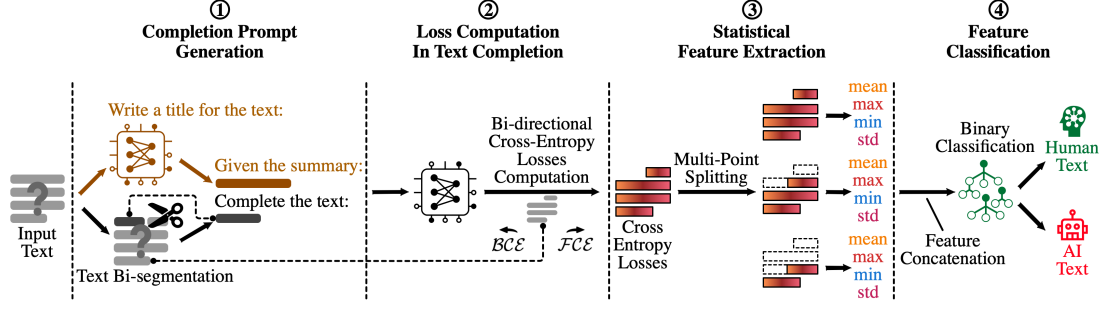 ①
Completion Prompt
Generation
②
Loss Computation
In Text Completion
③
Statistical
Feature Extraction
④
Feature
Classification
Input
Text
?
Write a title for the text:
Given the summary:
Complete the text:
?
Text Bi-segmentation
Bi-directional
Cross-Entropy
Losses
Computation
BCE
FCE
Cross
Entropy
Losses
Multi-Point
Splitting
mean
max
min
std
mean
max
min
std
mean
max
min
std
Feature
Concatenation
Binary
Classification
Human
Text
AI
Text